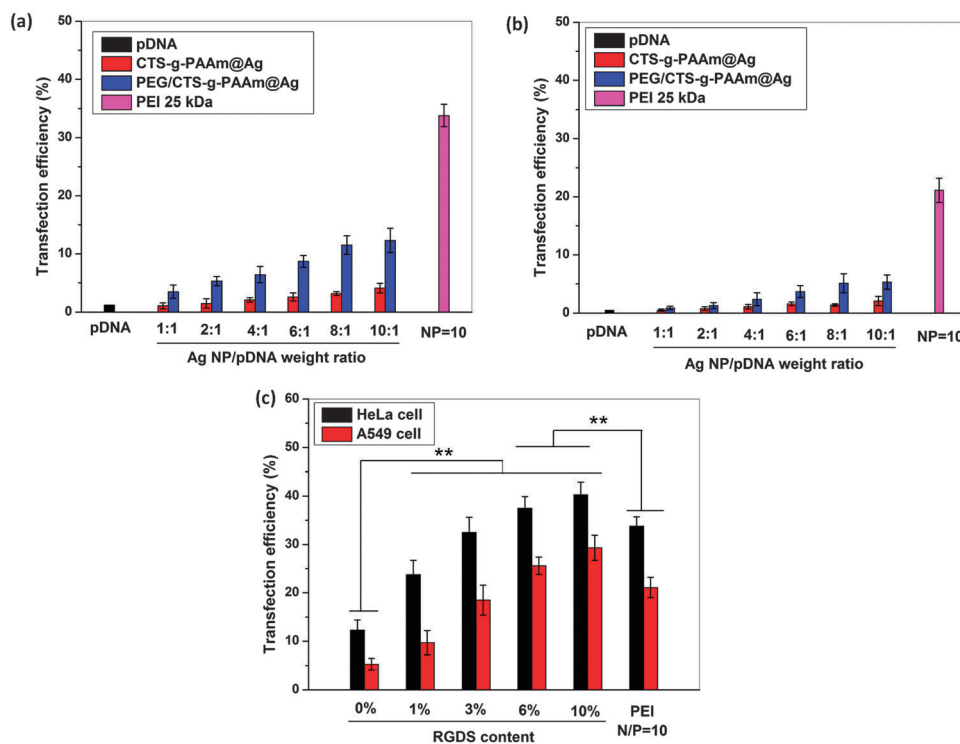 (a)
50
40
30
20
10
0
Transfection efficiency (%)
pDNA
CTS-g-PAAm@Ag
PEG/CTS-g-PAAm@Ag
PEI 25 kDa
pDNA 1:1 2:1 4:1 6:1 8:1 10:1 NP=10
Ag NP/pDNA weight ratio
(b)
50
40
30
20
10
0
Transfection efficiency (%)
pDNA
CTS-g-PAAm@Ag
PEG/CTS-g-PAAm@Ag
PEI 25 kDa
pDNA 1:1 2:1 4:1 6:1 8:1 10:1 NP=10
Ag NP/pDNA weight ratio
(c)
60
50
40
30
20
10
0
Transfection efficiency (%)
HeLa cell
A549 cell
**
**
0% 1% 3% 6% 10% PEI
RGDS content N/P=10